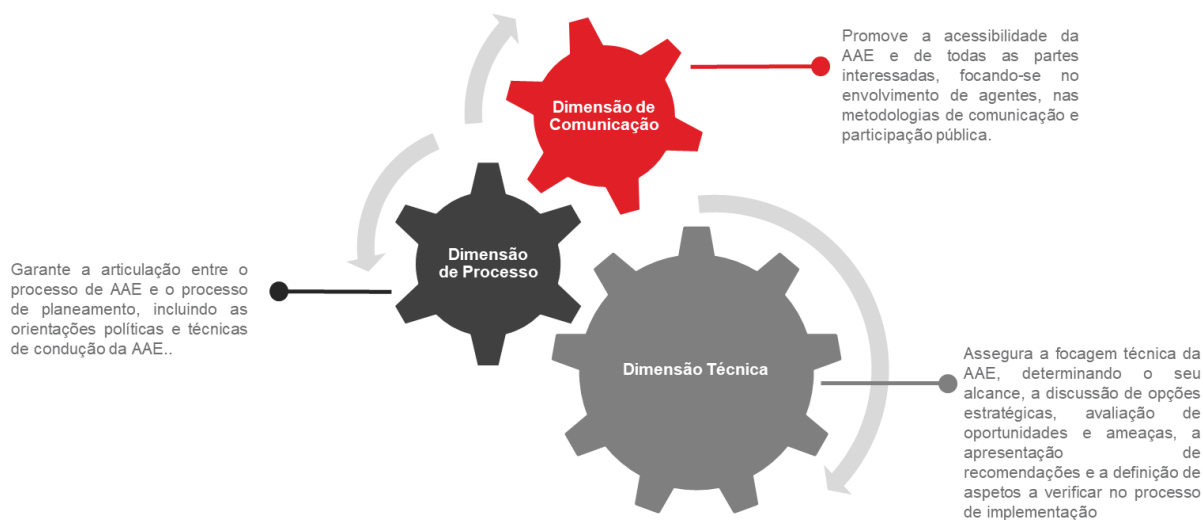 Promove a acessibilidade da
AAE e de todas as partes
interessadas, focando-se no
envolvimento de agentes, nas
metodologias de comunicação e
participação pública.
Dimensão de
Comunicação
Dimensão
de Processo
Garante a articulação entre o
processo de AAE e o processo
de planeamento, incluindo as
orientações políticas e técnicas
de condução da AAE..
Dimensão Técnica
Assegura a focagem técnica da
AAE, determinando o seu
alcance, a discussão de opções
estratégicas, avaliação de
oportunidades e ameaças, a
apresentação de
recomendações e a definição de
aspetos a verificar no processo
de implementação